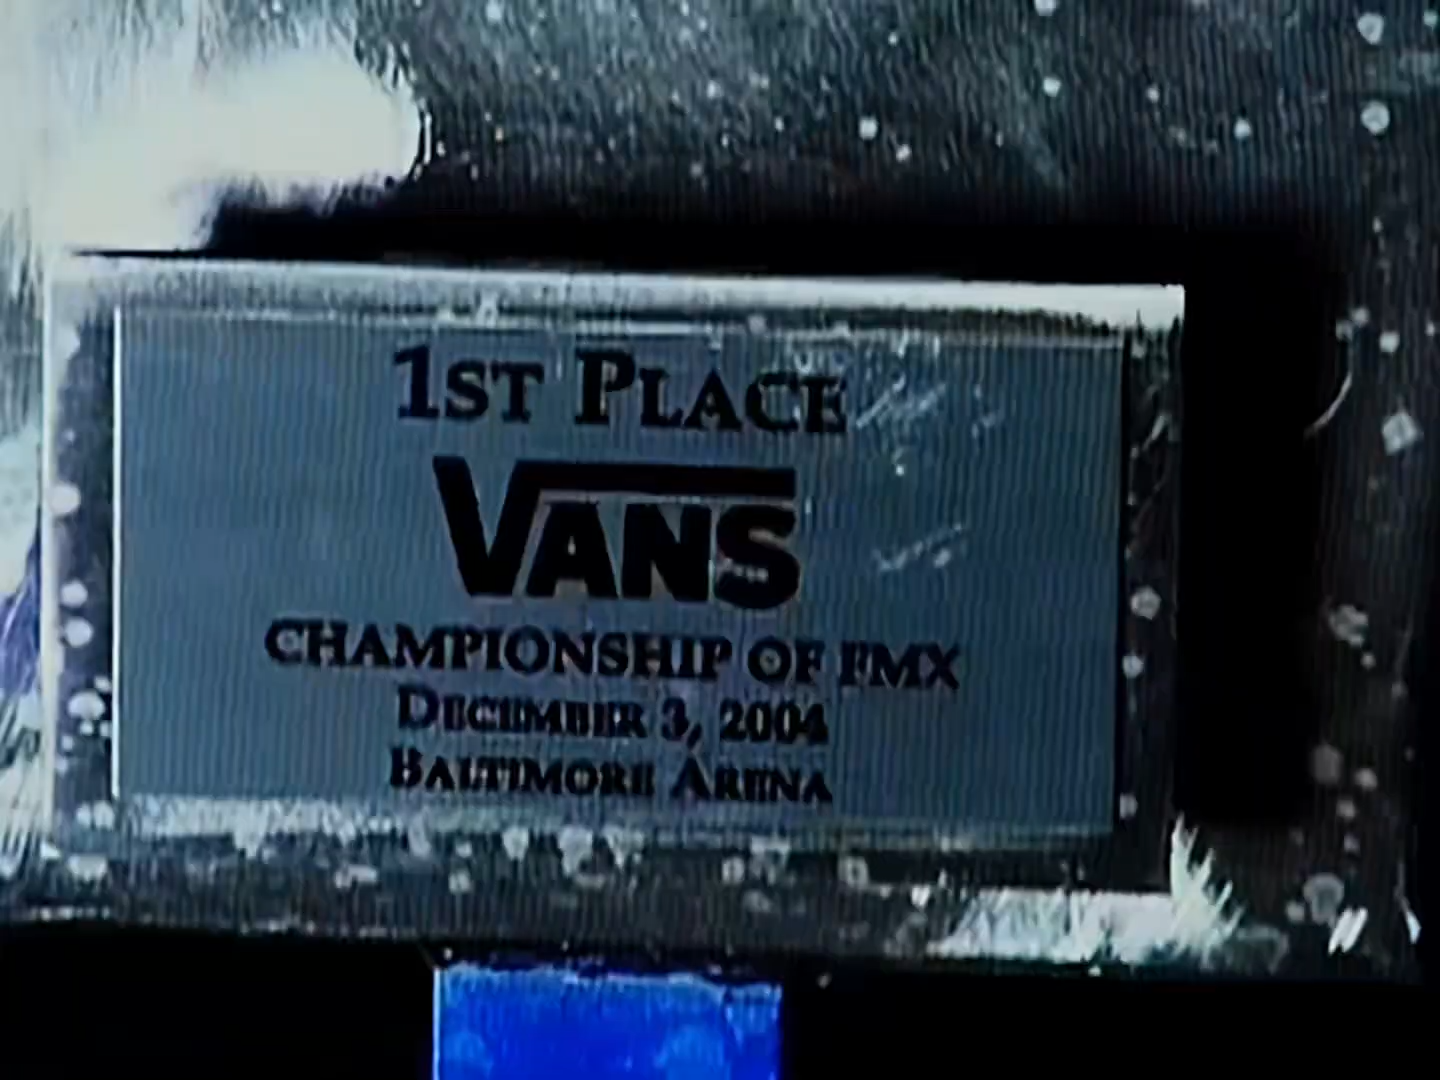 1ST PLACE
VANS
CHAMPIONSHIP OF FMX
DECEMBER 3, 2004
BALTIMORE ARENA